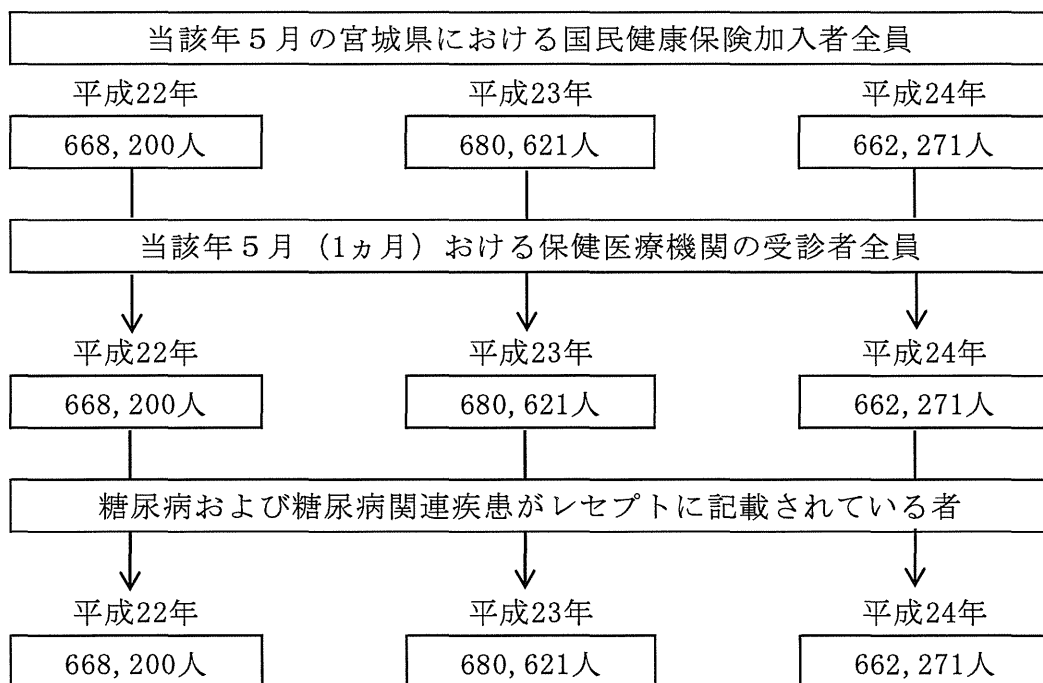 当該年５月の宮城県における国民健康保険加入者全員
平成22年 平成23年 平成24年
668,200人 680,621人 662,271人
当該年５月（1ヵ月）おける保健医療機関の受診者全員
平成22年 平成23年 平成24年
668,200人 680,621人 662,271人
糖尿病および糖尿病関連疾患がレセプトに記載されている者
平成22年 平成23年 平成24年
668,200人 680,621人 662,271人